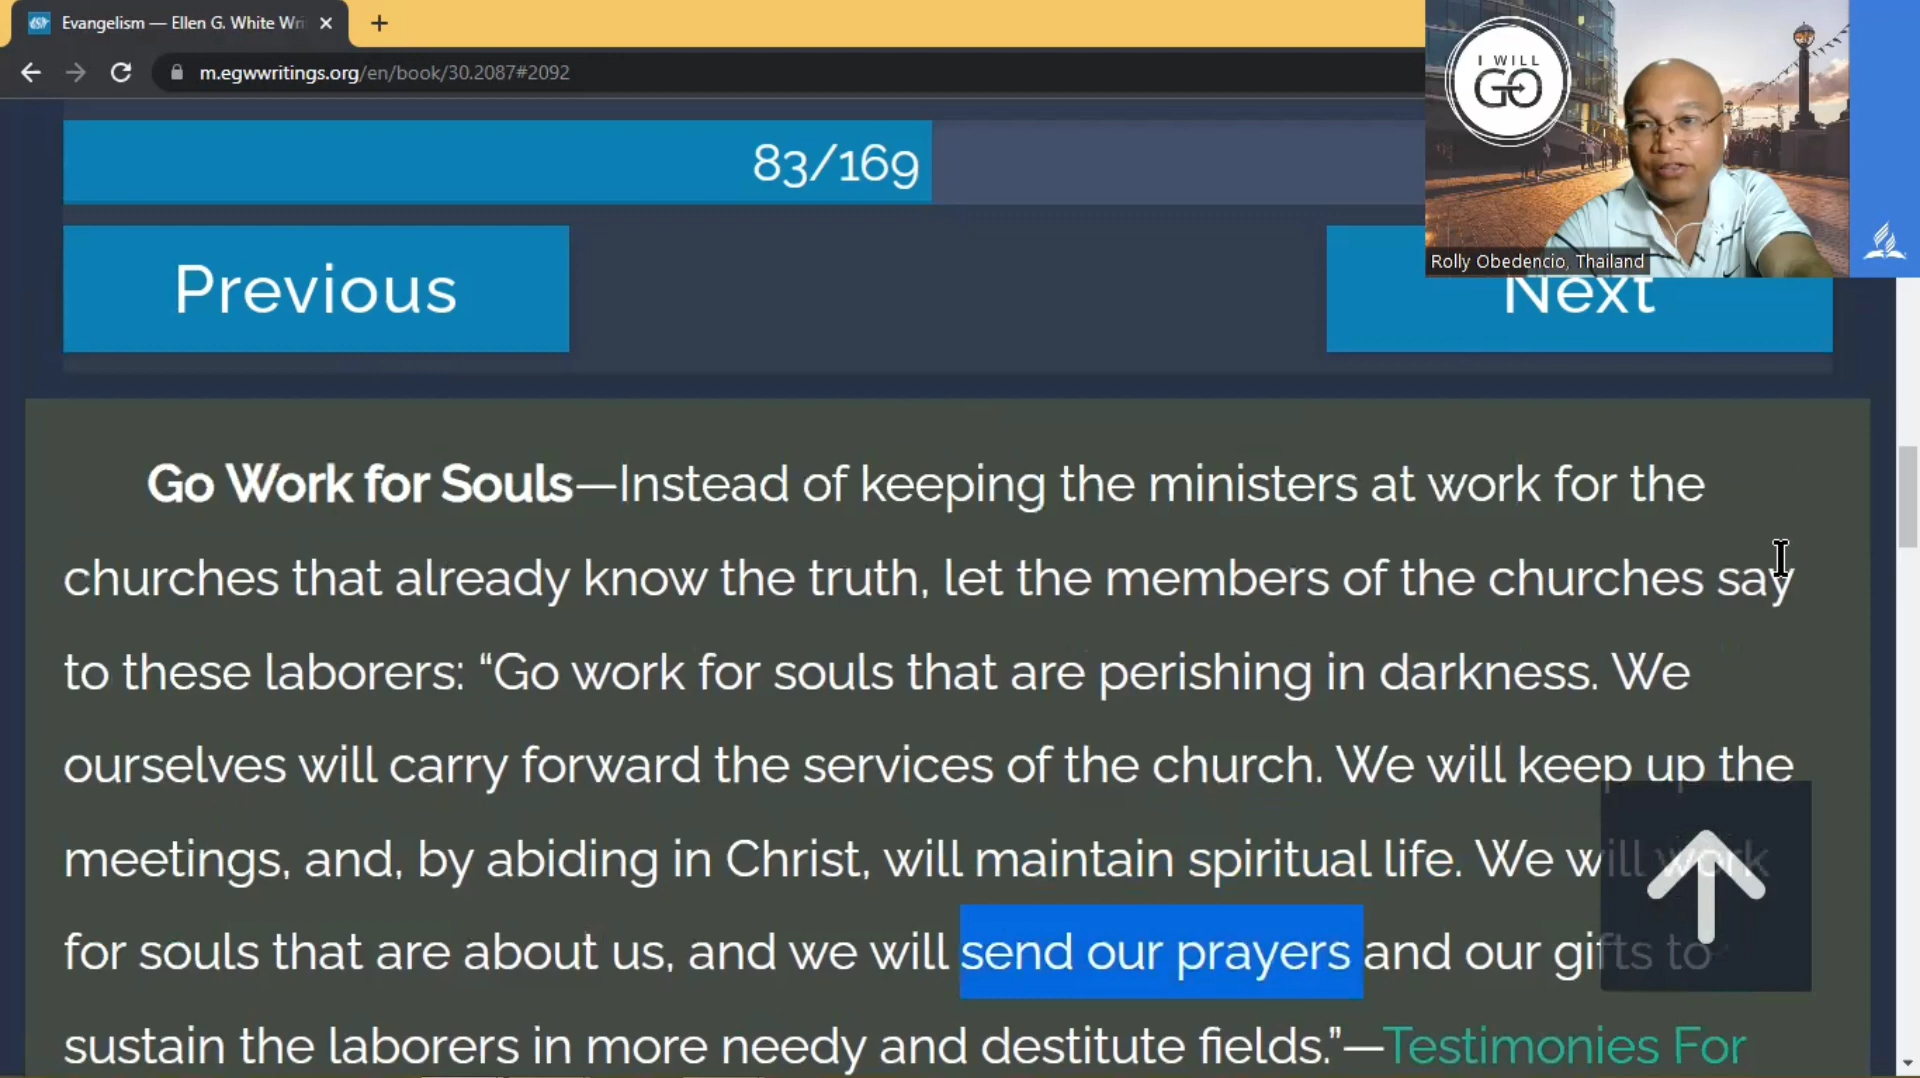 Evangelism — Ellen G. White Wri
m.egwwritings.org/en/book/30.2087#2092
I WILL
GO
Rolly Obedencio, Thailand
83/169
Previous
Next
Go Work for Souls—Instead of keeping the ministers at work for the
churches that already know the truth, let the members of the churches say
to these laborers: “Go work for souls that are perishing in darkness. We
ourselves will carry forward the services of the church. We will keep up the
meetings, and, by abiding in Christ, will maintain spiritual life. We will work
for souls that are about us, and we will send our prayers and our gifts to
sustain the laborers in more needy and destitute fields.”—Testimonies For